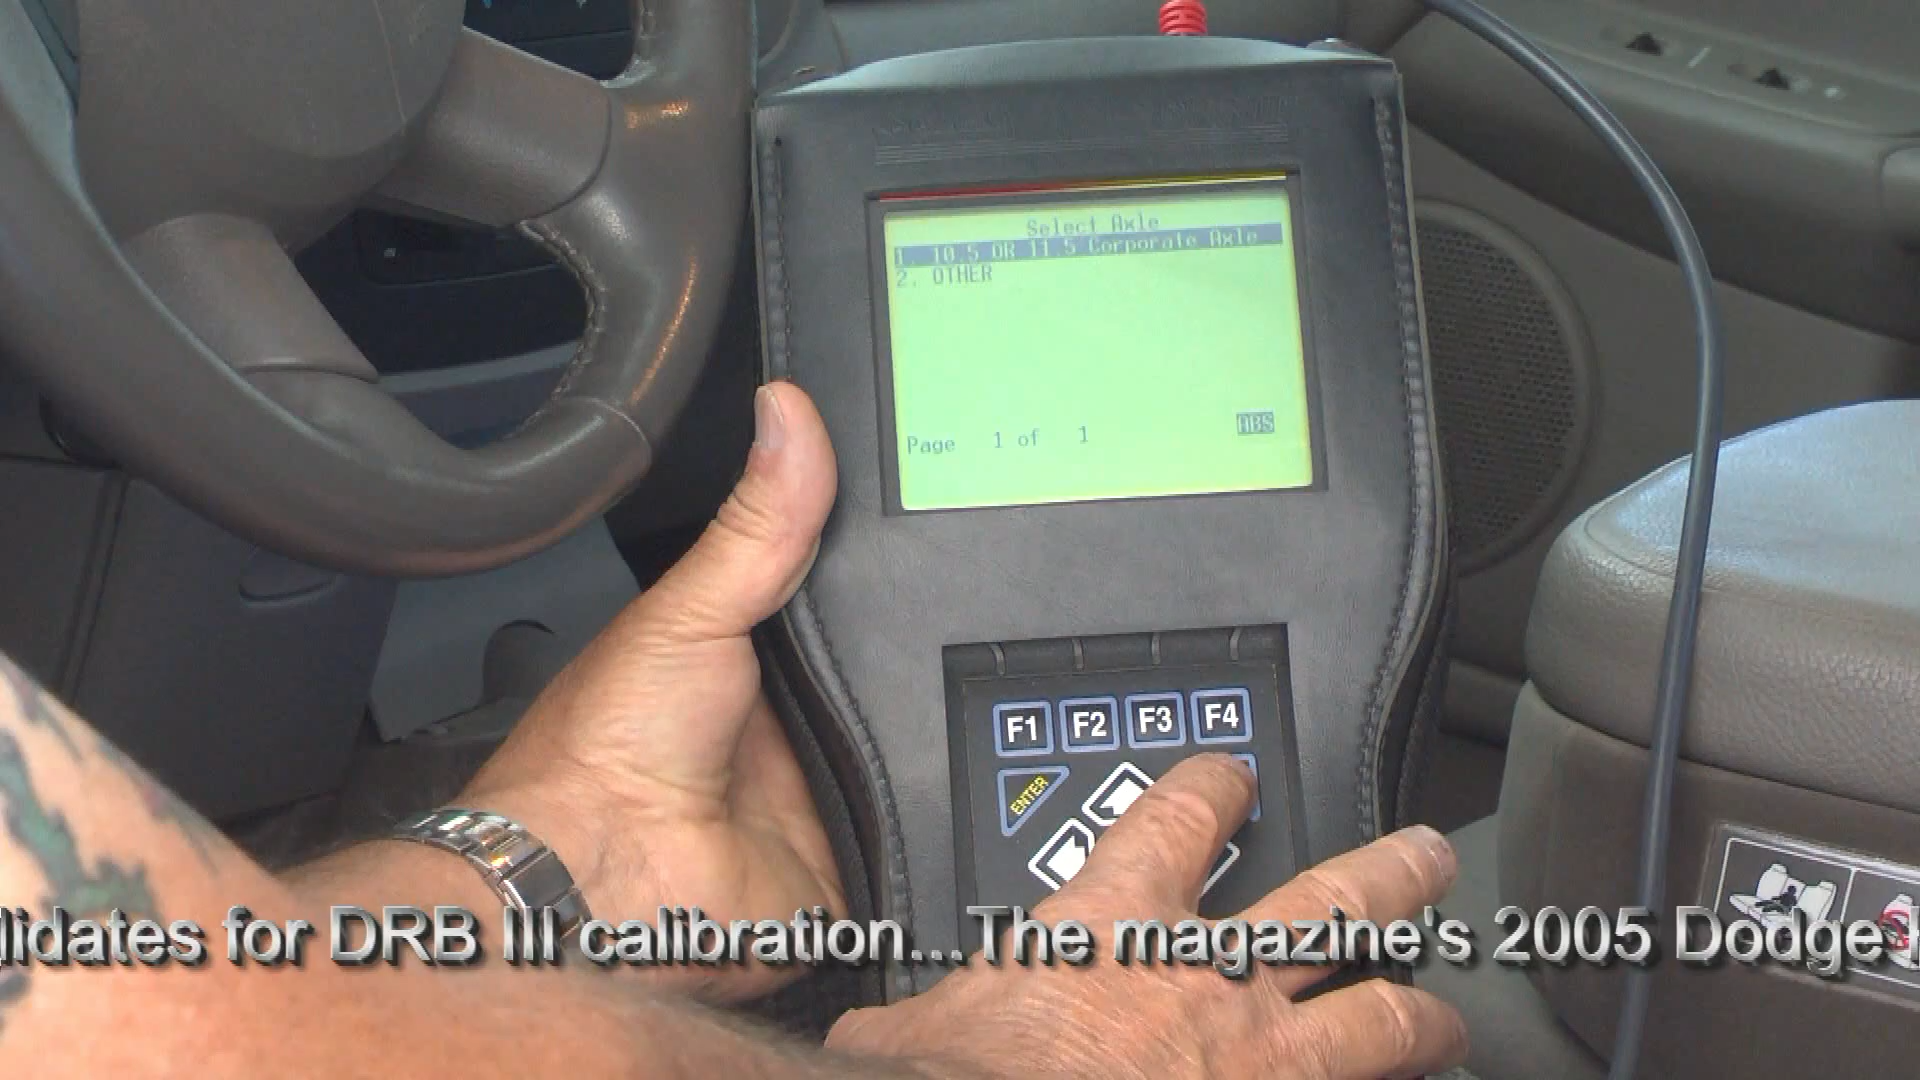 Select Axle
1. 10.5 OR 11.5 Corporate Axle
2. OTHER
Page 1 of 1
ABS
F1 F2 F3 F4
ENTER
for DRB III calibration...The magazine's 2005 Dodge